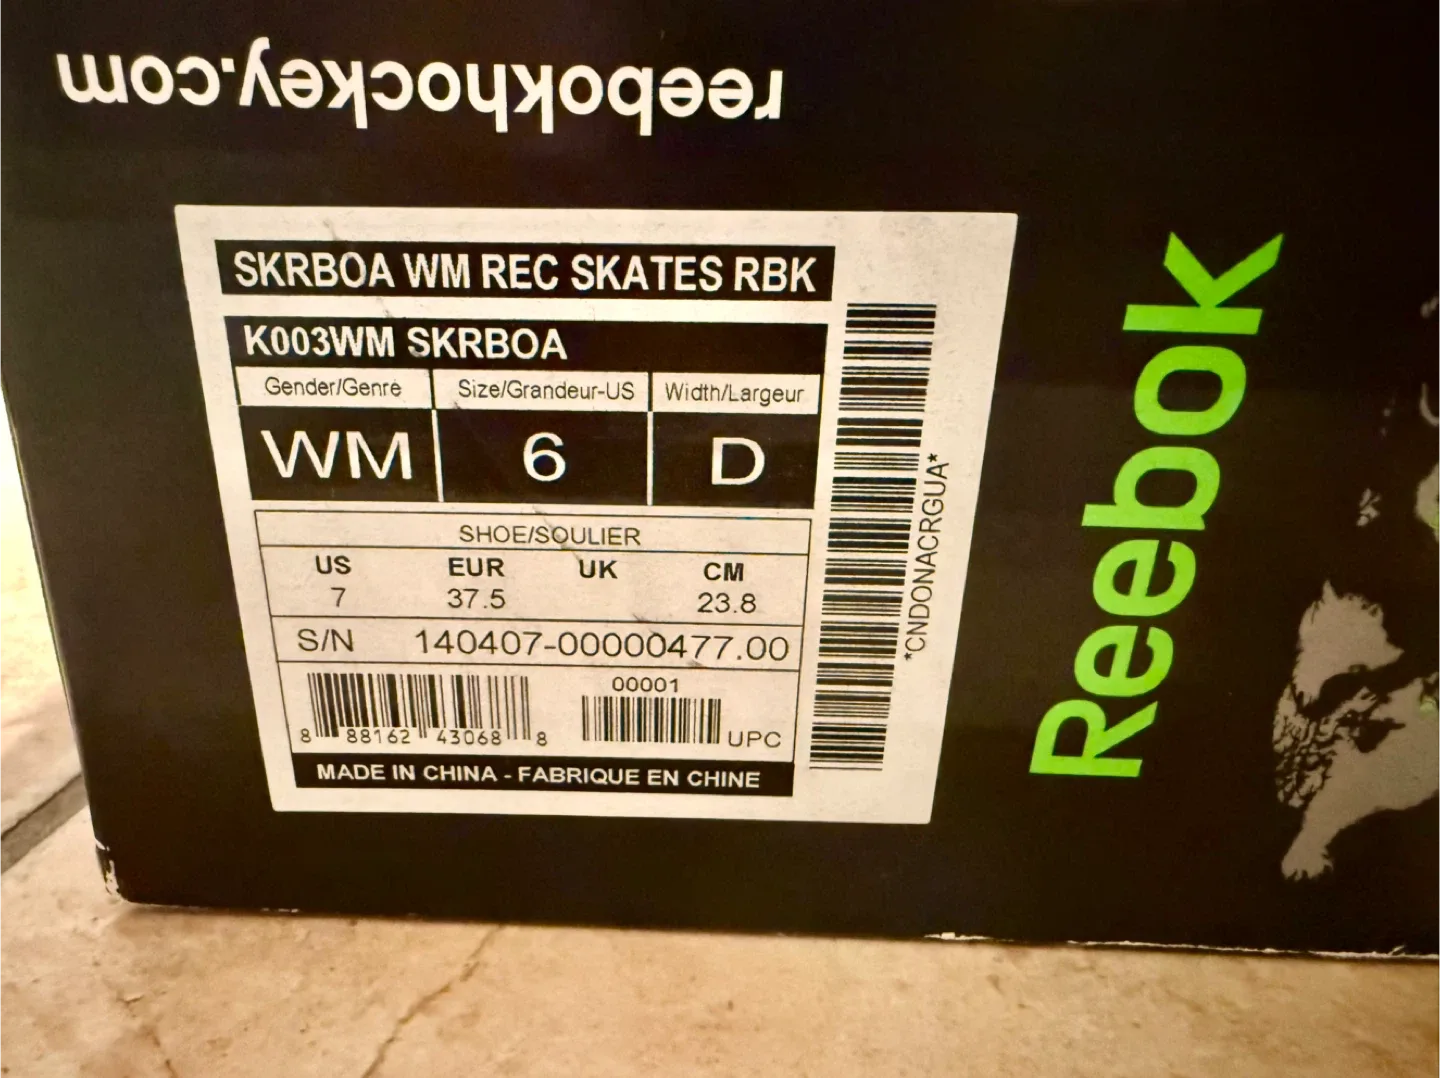 reebokhockey.com
SKRBOA WM REC SKATES RBK
K003WM SKRBOA
Gender/Genre Size/Grandeur-US Width/Largeur
WM 6 D
SHOE/SOULIER
US EUR UK CM
7 37.5 23.8
S/N 140407-00000477.00
00001
8 88162 43068 8 UPC
MADE IN CHINA - FABRIQUE EN CHINE
*CNDONACRGUA*
Reebok